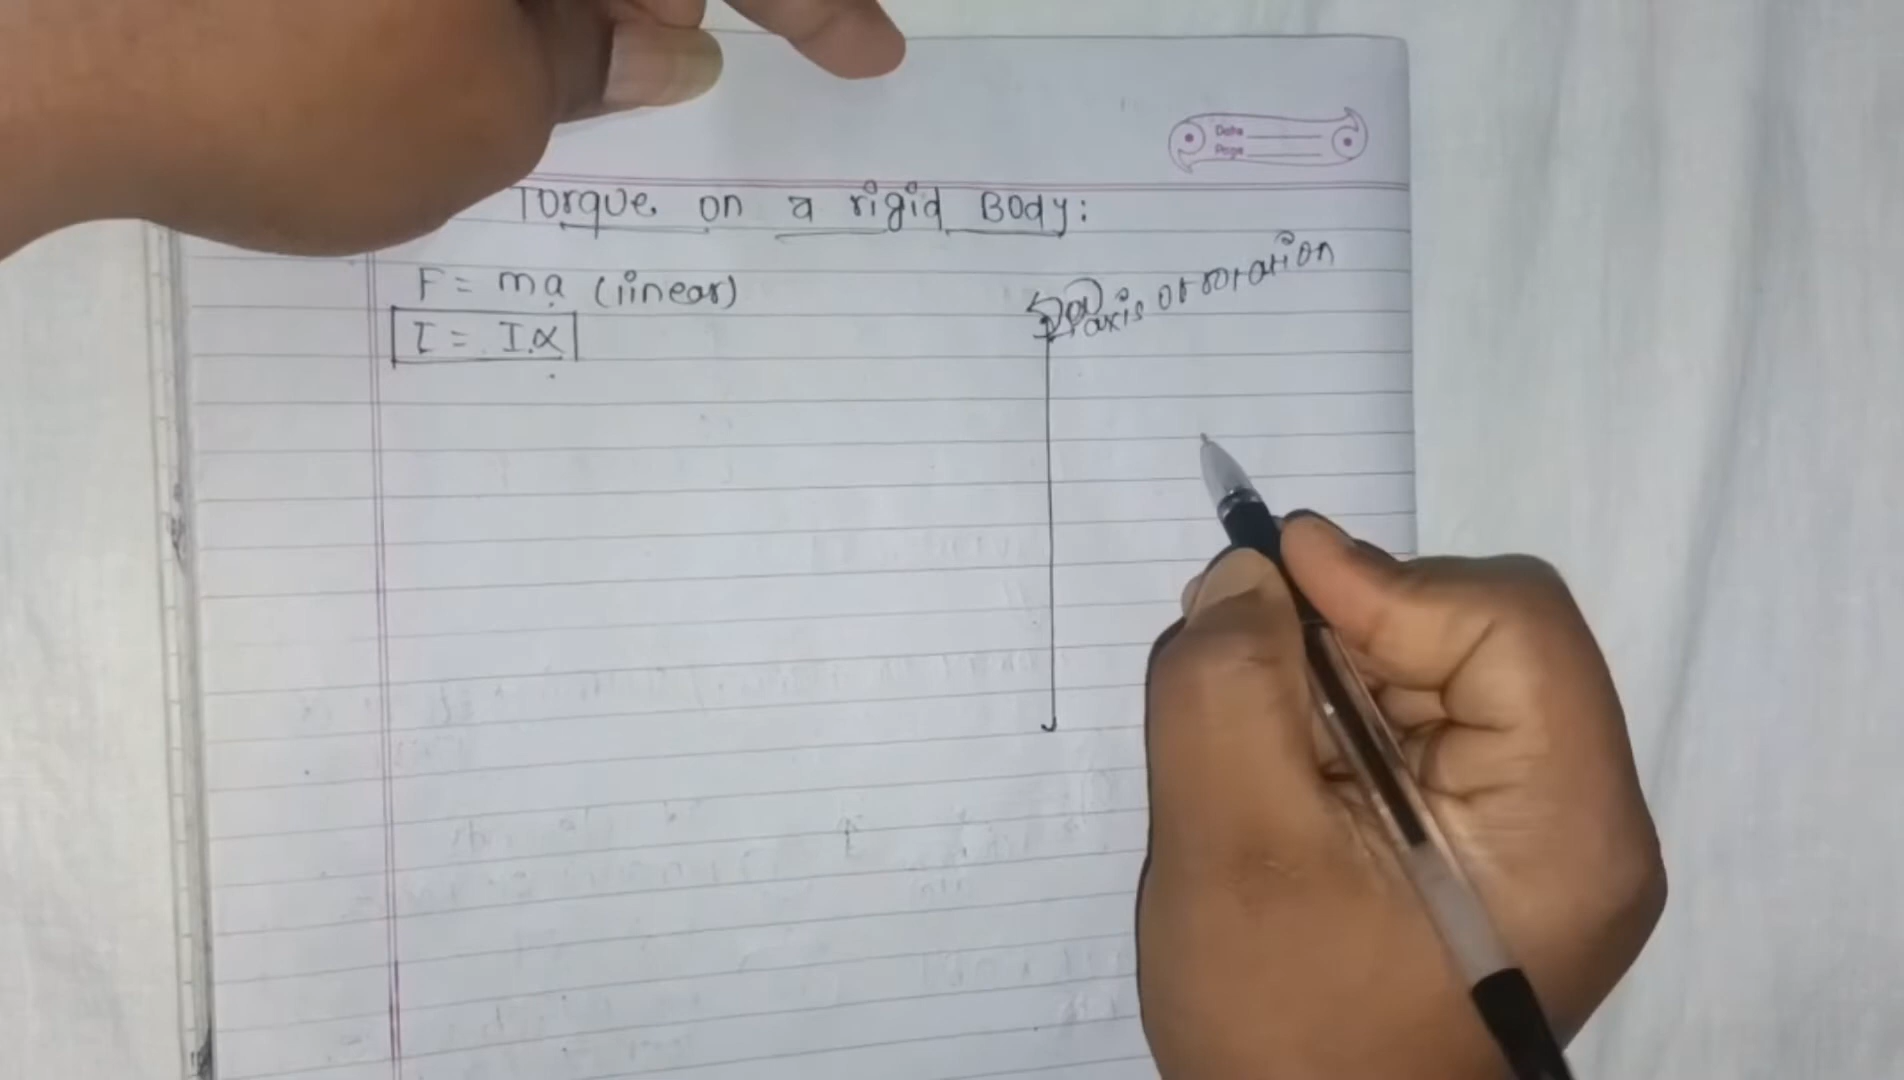 Date
Page
Torque on a rigid Body:
F = ma (linear)
τ = I.α
axis of rotation